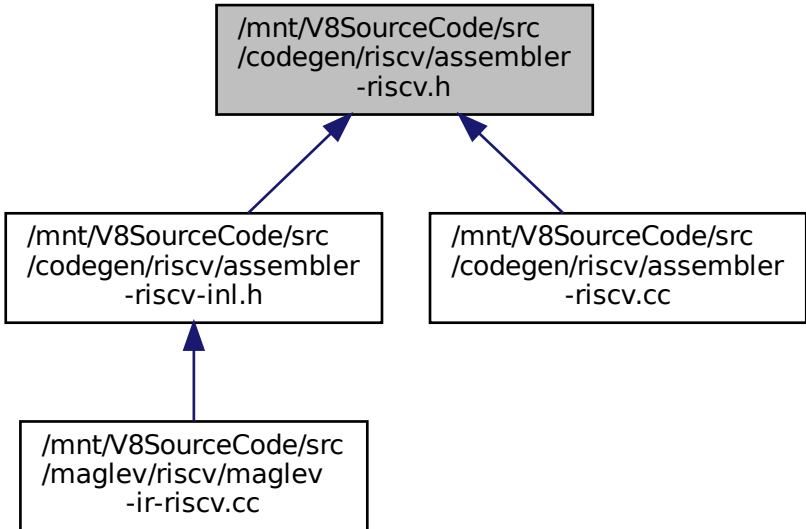 /mnt/V8SourceCode/src
/codegen/riscv/assembler
-riscv.h
/mnt/V8SourceCode/src
/codegen/riscv/assembler
-riscv-inl.h
/mnt/V8SourceCode/src
/codegen/riscv/assembler
-riscv.cc
/mnt/V8SourceCode/src
/maglev/riscv/maglev
-ir-riscv.cc